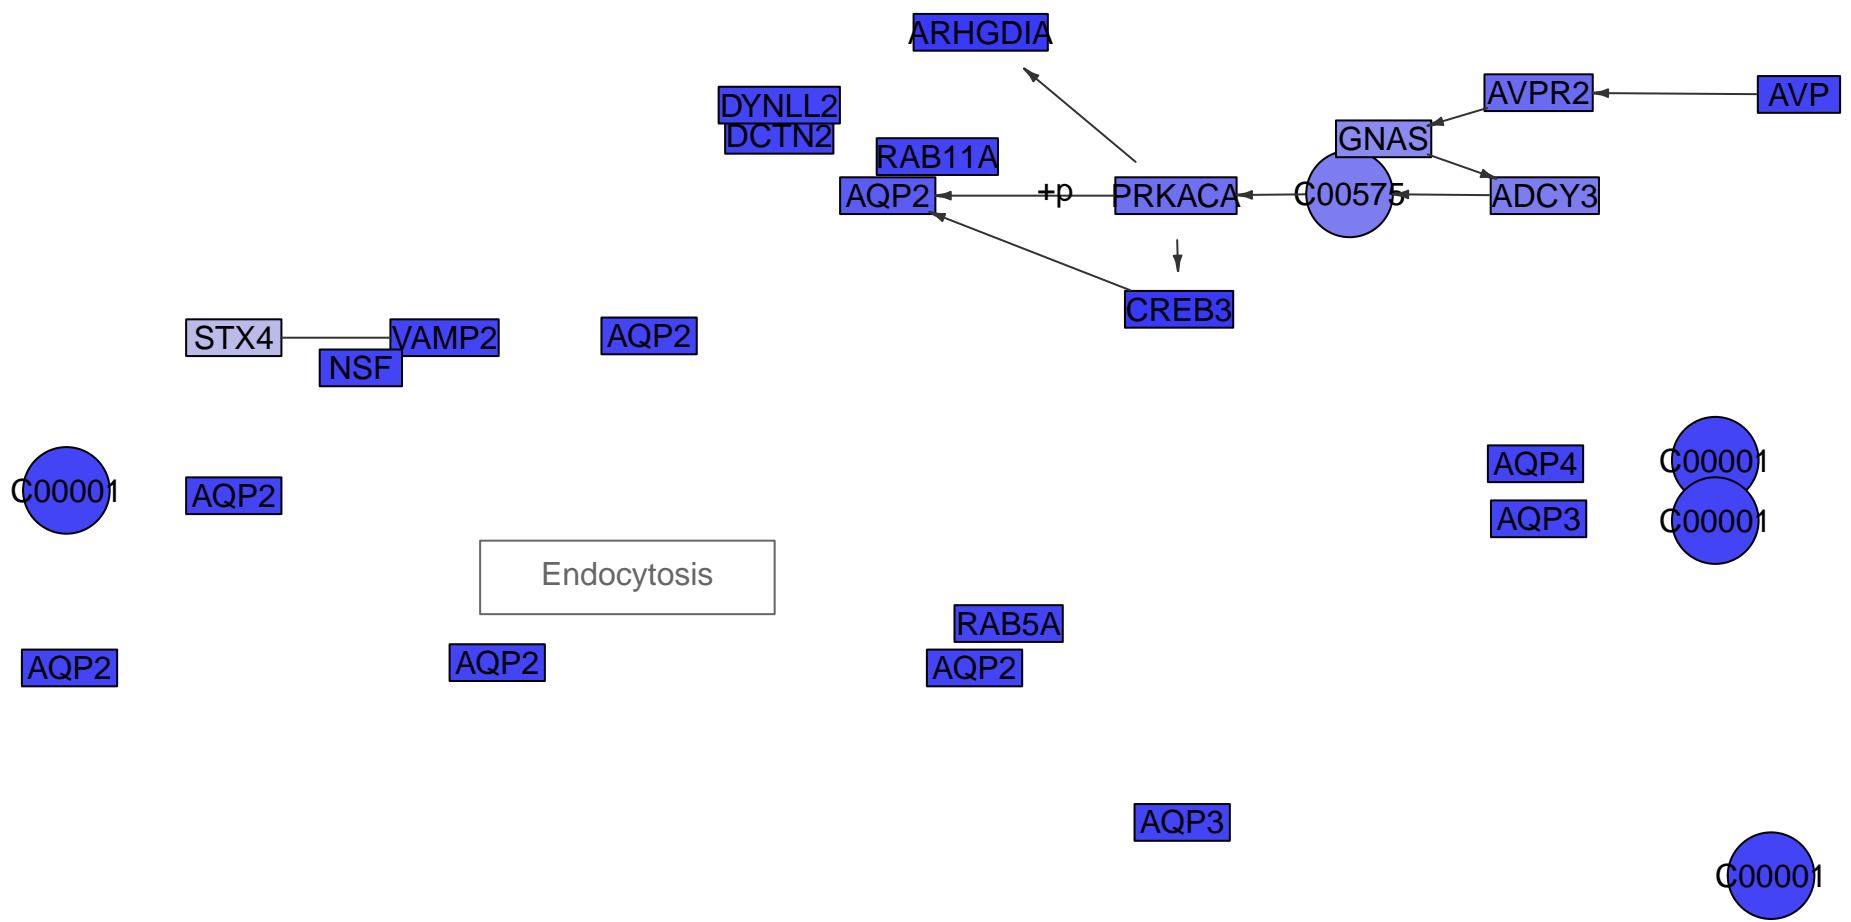 ARHGDIA
DYNLL2
AVPR2
AVP
DCTN2
GNAS
RAB11A
AQP2
+p
PRKACA
C00575
ADCY3
CREB3
STX4
VAMP2
AQP2
NSF
C00001
AQP2
AQP4
C00001
AQP3
C00001
Endocytosis
RAB5A
AQP2
AQP2
AQP2
AQP3
C00001